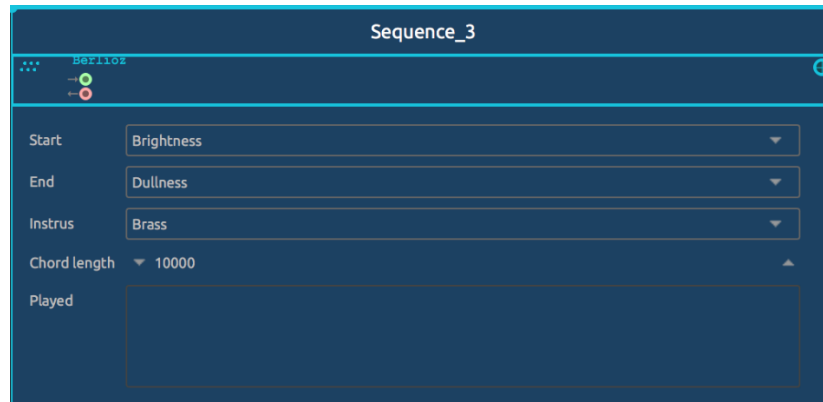 Sequence_3
Berlioz
Start Brightness
End Dullness
Instrus Brass
Chord length 10000
Played